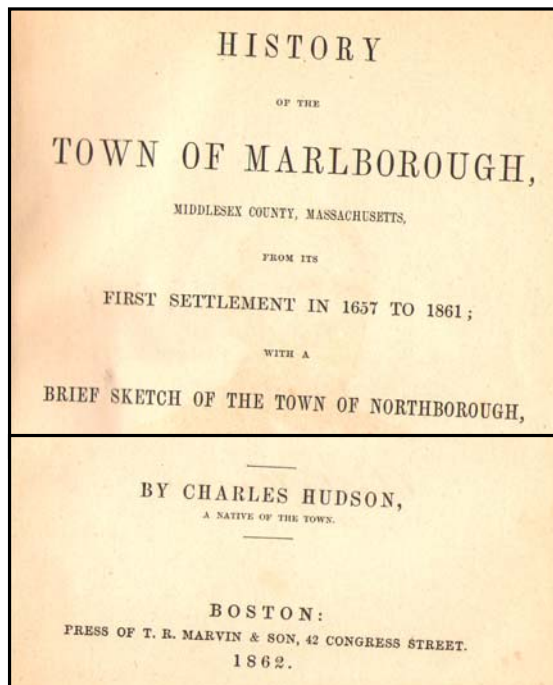 HISTORY
OF THE
TOWN OF MARLBOROUGH,
MIDDLESEX COUNTY, MASSACHUSETTS,
FROM ITS
FIRST SETTLEMENT IN 1657 TO 1861;
WITH A
BRIEF SKETCH OF THE TOWN OF NORTHBOROUGH,
BY CHARLES HUDSON,
A NATIVE OF THE TOWN.
BOSTON:
PRESS OF T. R. MARVIN & SON, 42 CONGRESS STREET.
1862.